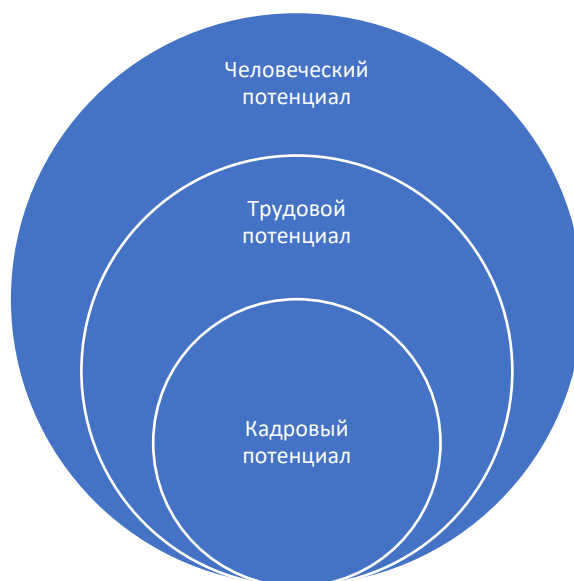 Человеческий
потенциал
Трудовой
потенциал
Кадровый
потенциал